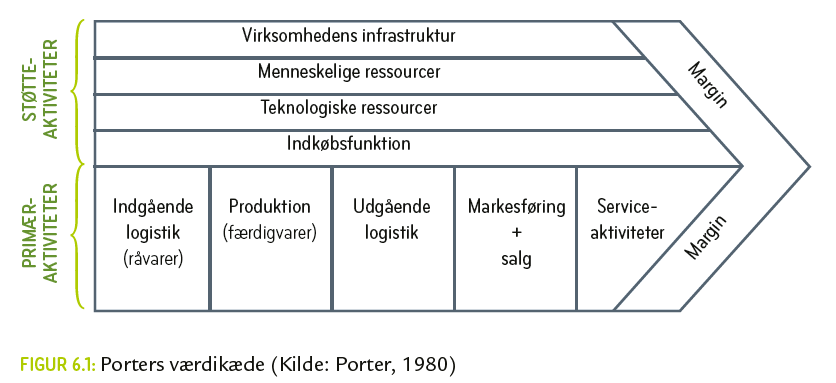 STØTTE-
AKTIVITETER
Virksomhedens infrastruktur
Menneskelige ressourcer
Teknologiske ressourcer
Indkøbsfunktion
Margin
PRIMÆR-
AKTIVITETER
Indgående
logistik
(råvarer)
Produktion
(færdigvarer)
Udgående
logistik
Markesføring
+
salg
Service-
aktiviteter
Margin
FIGUR 6.1: Porters værdikæde (Kilde: Porter, 1980)